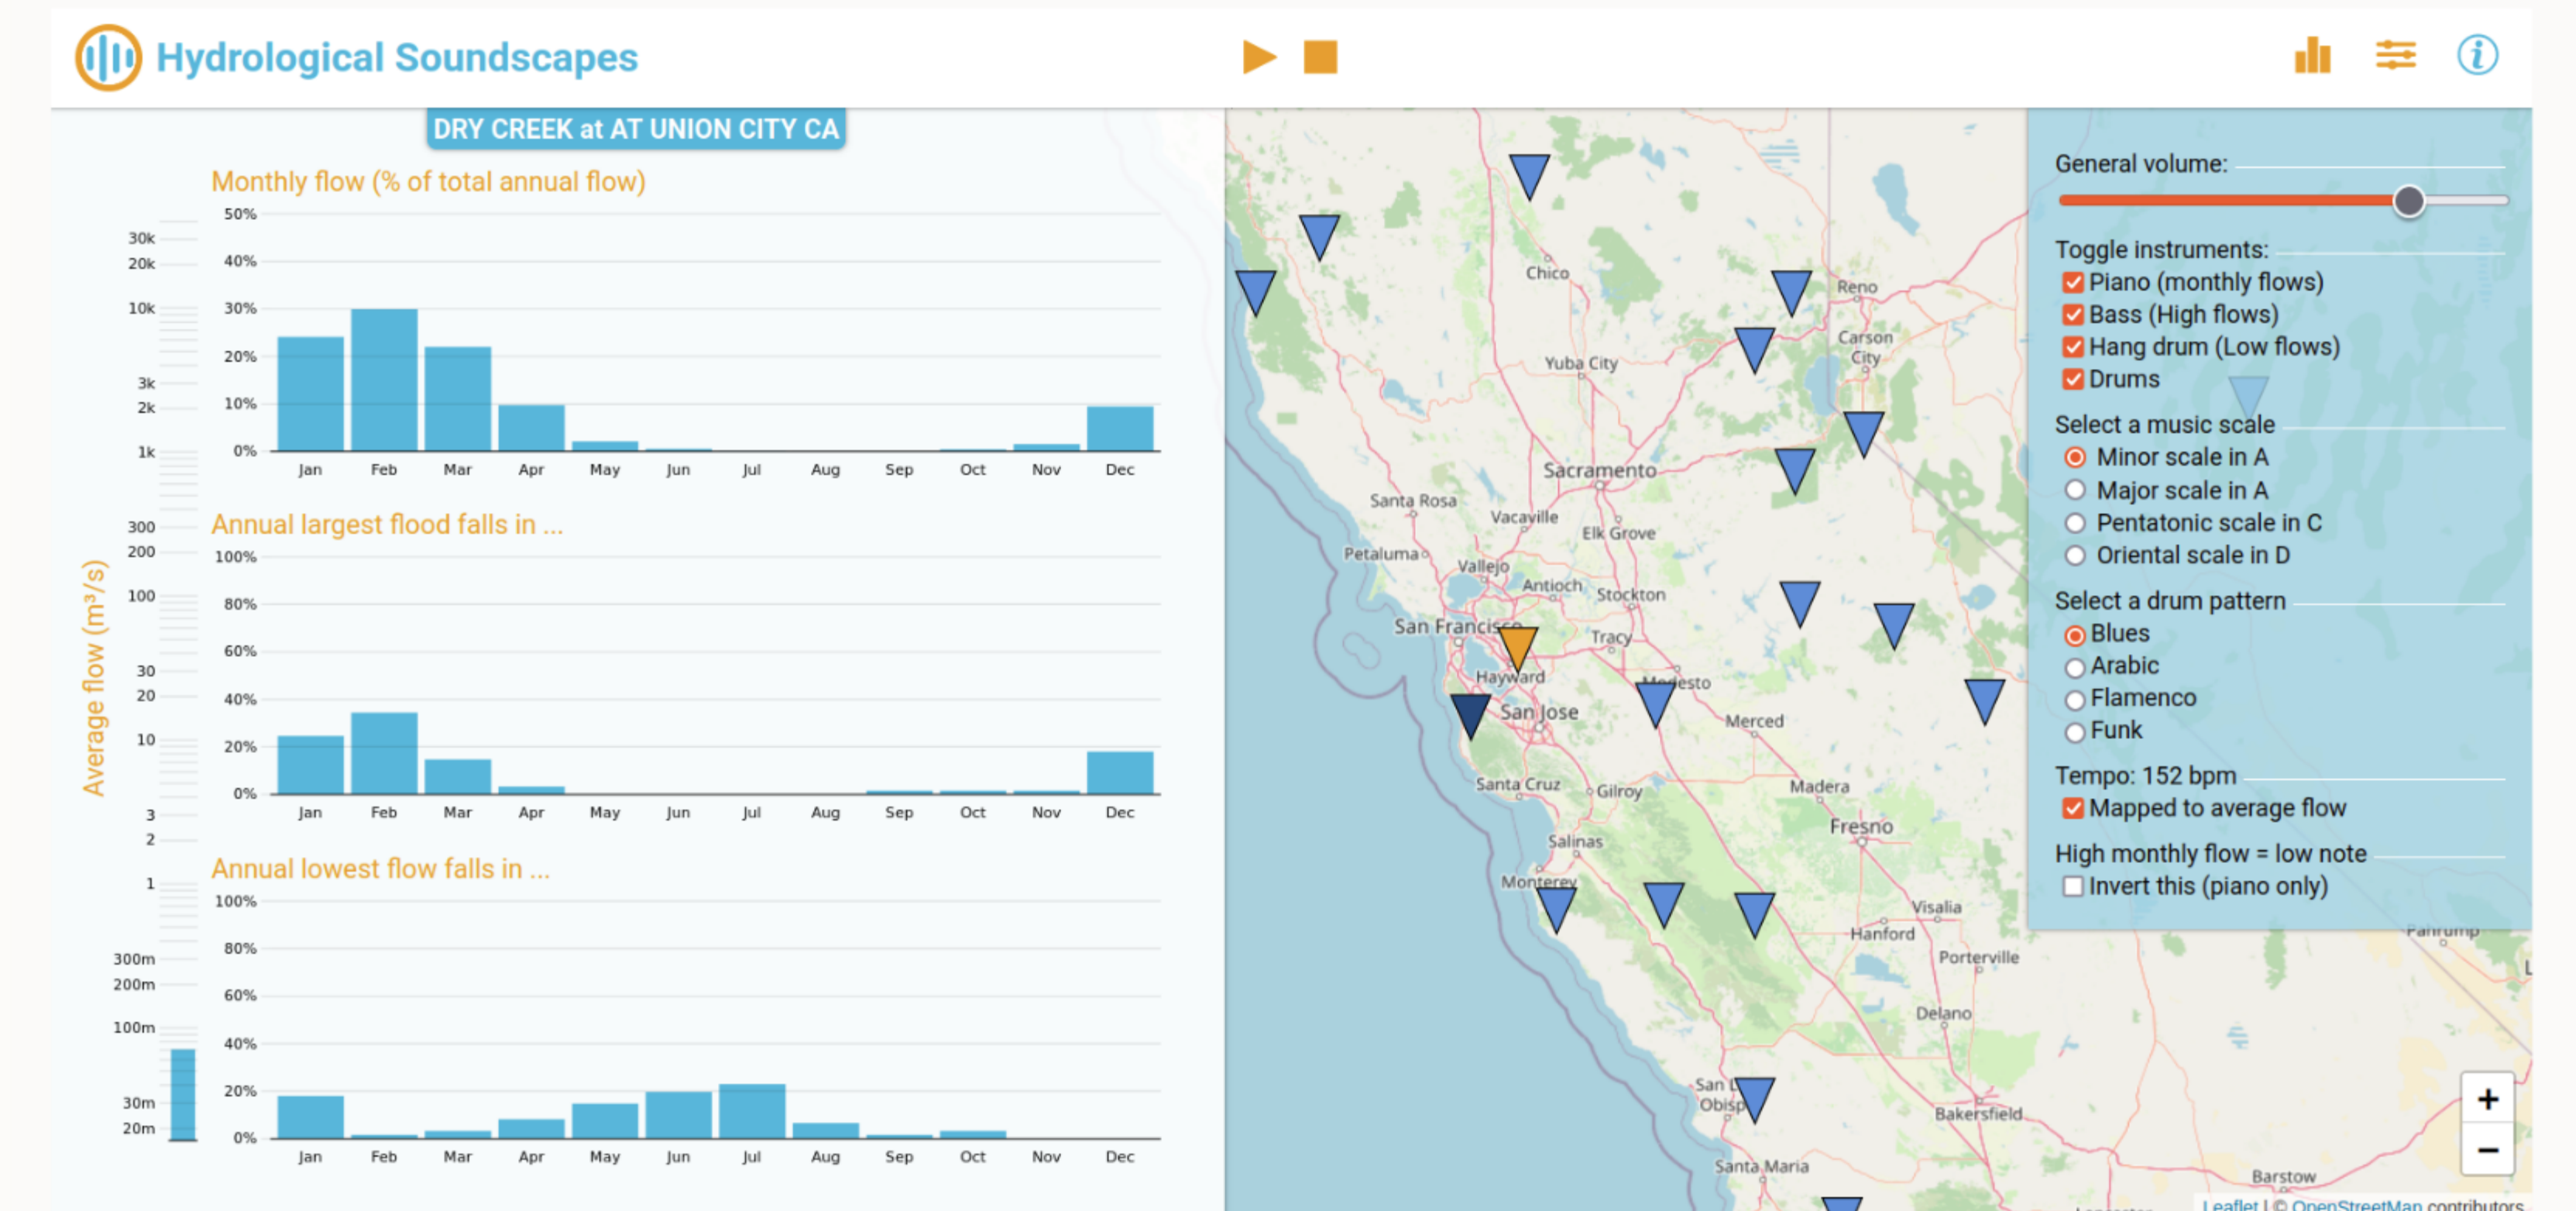 Hydrological Soundscapes
DRY CREEK at AT UNION CITY CA
Monthly flow (% of total annual flow)
50%
40%
30%
20%
10%
0%
Jan Feb Mar Apr May Jun Jul Aug Sep Oct Nov Dec
Annual largest flood falls in ...
100%
80%
60%
40%
20%
0%
Jan Feb Mar Apr May Jun Jul Aug Sep Oct Nov Dec
Annual lowest flow falls in ...
100%
80%
60%
40%
20%
0%
Jan Feb Mar Apr May Jun Jul Aug Sep Oct Nov Dec
Average flow (m³/s)
30k
20k
10k
3k
2k
1k
300
200
100
30
20
10
3
2
1
300m
200m
100m
30m
20m
Chico
Reno
Carson
City
Yuba City
Sacramento
Santa Rosa
Vacaville
Elk Grove
Petaluma
Vallejo
Antioch
Stockton
San Francisco
Tracy
Hayward
Modesto
San Jose
Merced
Santa Cruz
Gilroy
Madera
Fresno
Salinas
Monterey
Visalia
Hanford
Porterville
Pahrump
Delano
San L
Obisp
Bakersfield
Santa Maria
Barstow
General volume:
Toggle instruments:
Piano (monthly flows)
Bass (High flows)
Hang drum (Low flows)
Drums
Select a music scale
Minor scale in A
Major scale in A
Pentatonic scale in C
Oriental scale in D
Select a drum pattern
Blues
Arabic
Flamenco
Funk
Tempo: 152 bpm
Mapped to average flow
High monthly flow = low note
Invert this (piano only)
+
−
Leaflet | © OpenStreetMap contributors